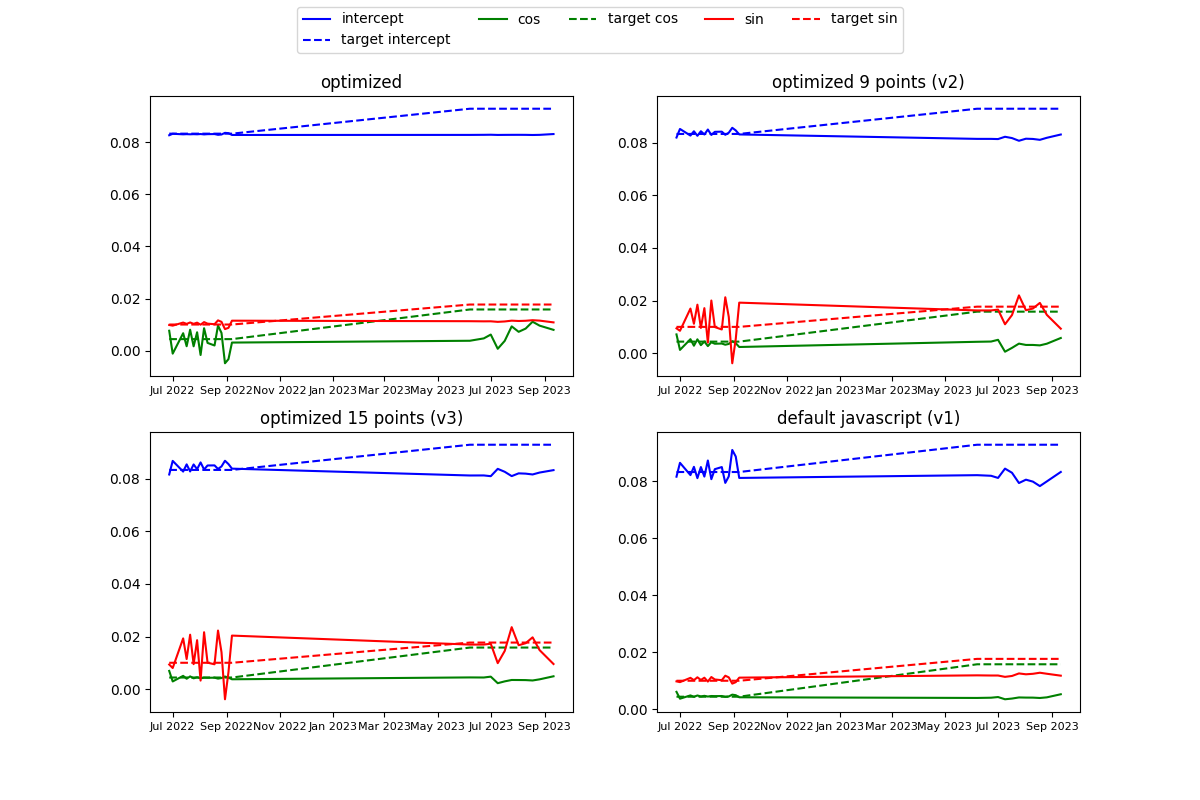 intercept cos target cos sin target sin
target intercept
optimized
0.08
0.06
0.04
0.02
0.00
Jul 2022 Sep 2022 Nov 2022 Jan 2023 Mar 2023 May 2023 Jul 2023 Sep 2023
optimized 9 points (v2)
0.08
0.06
0.04
0.02
0.00
Jul 2022 Sep 2022 Nov 2022 Jan 2023 Mar 2023 May 2023 Jul 2023 Sep 2023
optimized 15 points (v3)
0.08
0.06
0.04
0.02
0.00
Jul 2022 Sep 2022 Nov 2022 Jan 2023 Mar 2023 May 2023 Jul 2023 Sep 2023
default javascript (v1)
0.08
0.06
0.04
0.02
0.00
Jul 2022 Sep 2022 Nov 2022 Jan 2023 Mar 2023 May 2023 Jul 2023 Sep 2023